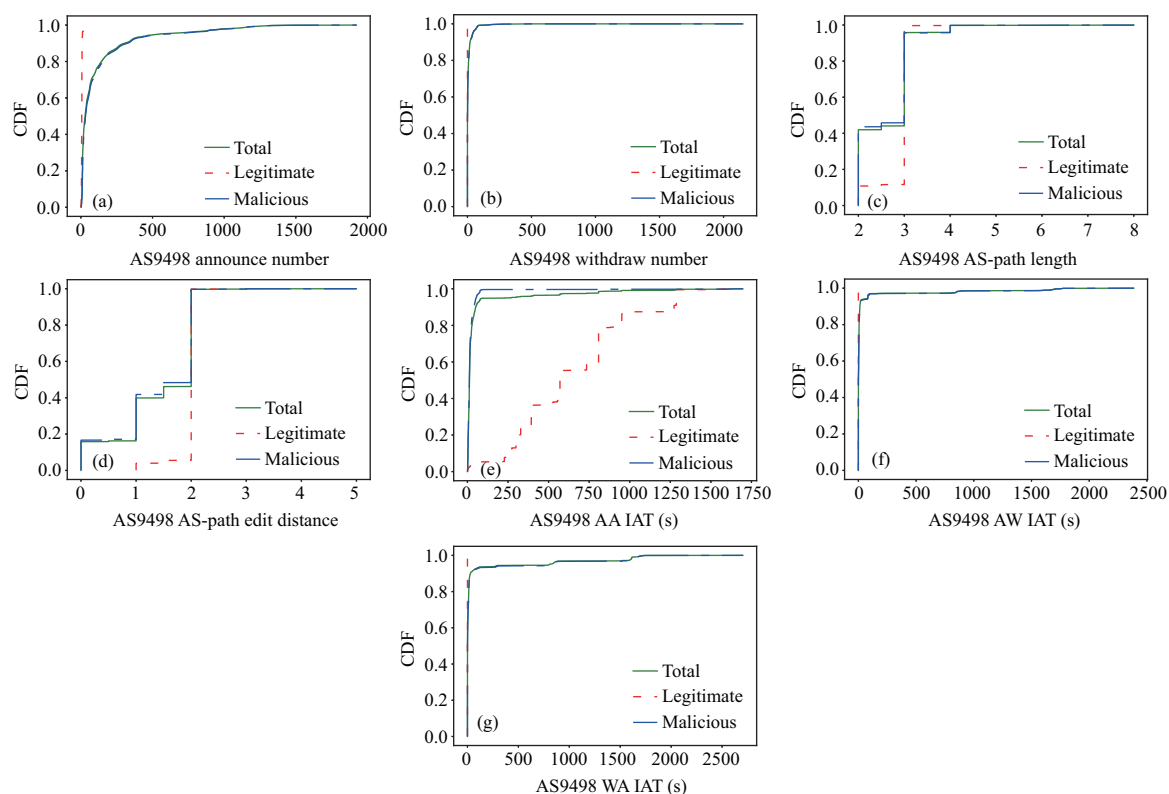 1.0
0.8
0.6
0.4
0.2
0.0
CDF
Total
Legitimate
Malicious
(a)
0 500 1000 1500 2000
AS9498 announce number
1.0
0.8
0.6
0.4
0.2
0.0
CDF
Total
Legitimate
Malicious
(b)
0 500 1000 1500 2000
AS9498 withdraw number
1.0
0.8
0.6
0.4
0.2
0.0
CDF
Total
Legitimate
Malicious
(c)
2 3 4 5 6 7 8
AS9498 AS-path length
1.0
0.8
0.6
0.4
0.2
0.0
CDF
Total
Legitimate
Malicious
(d)
0 1 2 3 4 5
AS9498 AS-path edit distance
1.0
0.8
0.6
0.4
0.2
0.0
CDF
Total
Legitimate
Malicious
(e)
0 250 500 750 1000 1250 1500 1750
AS9498 AA IAT (s)
1.0
0.8
0.6
0.4
0.2
0.0
CDF
Total
Legitimate
Malicious
(f)
0 500 1000 1500 2000 2500
AS9498 AW IAT (s)
1.0
0.8
0.6
0.4
0.2
0.0
CDF
Total
Legitimate
Malicious
(g)
0 500 1000 1500 2000 2500
AS9498 WA IAT (s)